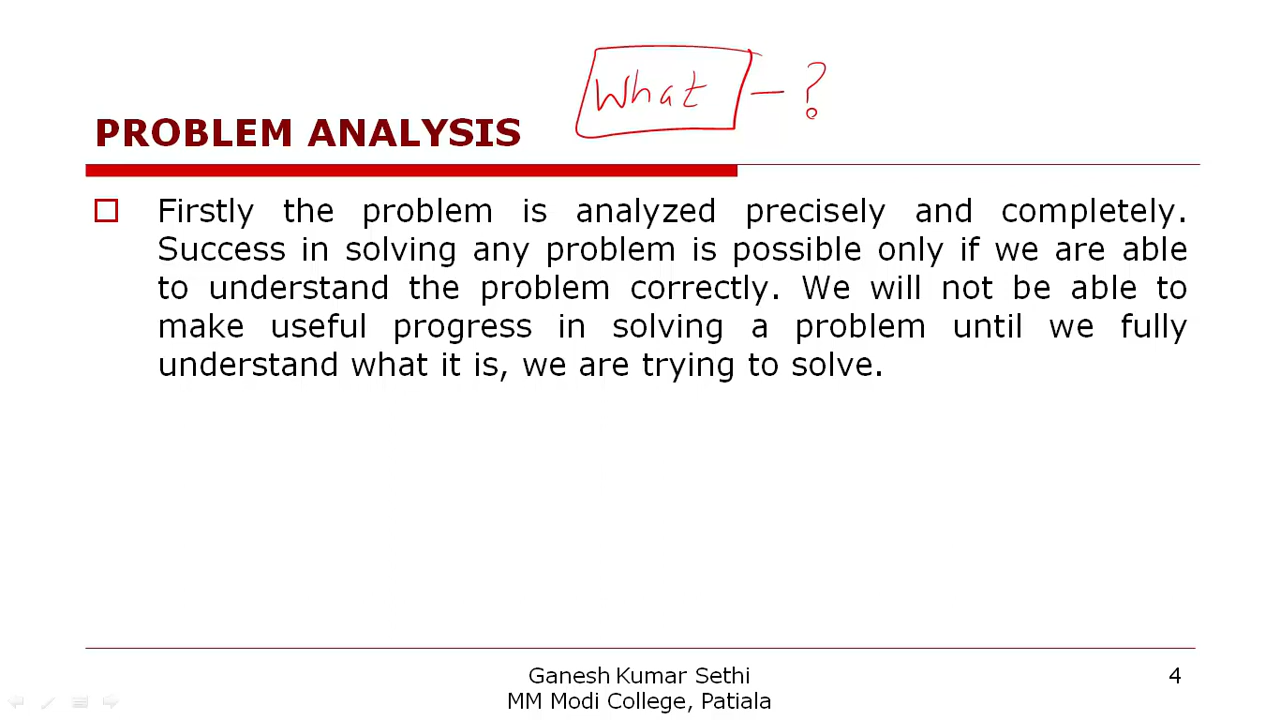 What - ?
PROBLEM ANALYSIS
Firstly the problem is analyzed precisely and completely.
Success in solving any problem is possible only if we are able
to understand the problem correctly. We will not be able to
make useful progress in solving a problem until we fully
understand what it is, we are trying to solve.
Ganesh Kumar Sethi
MM Modi College, Patiala
4